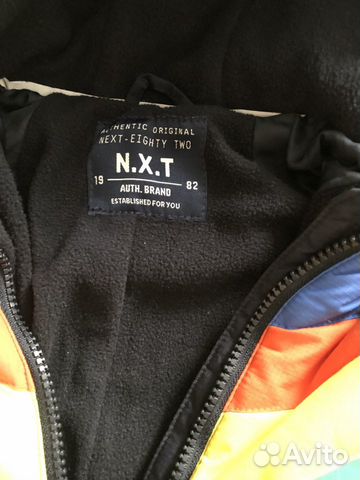 AUTHENTIC ORIGINAL
NEXT-EIGHTY TWO
N.X.T
19 82
AUTH. BRAND
ESTABLISHED FOR YOU
Avito